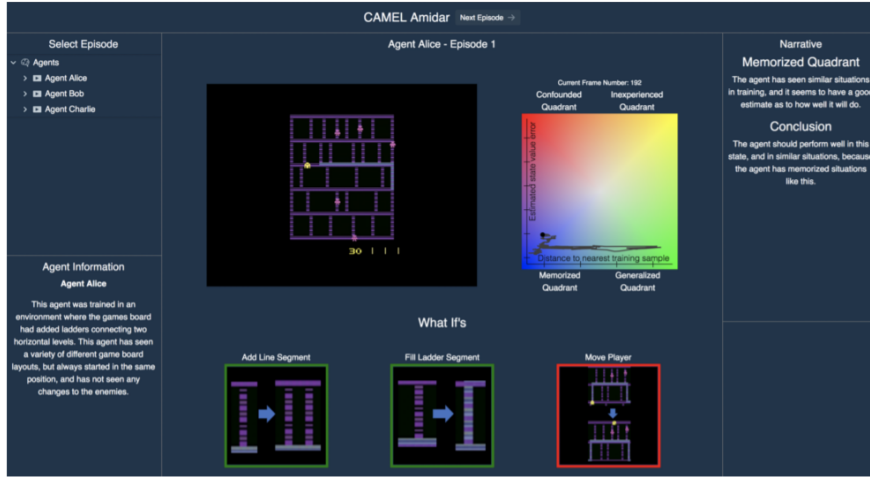 CAMEL Amidar
Next Episode →
Select Episode
Agents
Agent Alice
Agent Bob
Agent Charlie
Agent Information
Agent Alice
This agent was trained in an
environment where the games board
had added ladders connecting two
horizontal levels. This agent has seen
a variety of different game board
layouts, but always started in the same
position, and has not seen any
changes to the enemies.
Agent Alice - Episode 1
30
Current Frame Number: 192
Confounded
Quadrant
Inexperienced
Quadrant
Estimated state value error
Distance to nearest training sample
Memorized
Quadrant
Generalized
Quadrant
What If's
Add Line Segment
Fill Ladder Segment
Move Player
Narrative
Memorized Quadrant
The agent has seen similar situations
in training, and it seems to have a good
estimate as to how well it will do.
Conclusion
The agent should perform well in this
state, and in similar situations, because
the agent has memorized situations
like this.